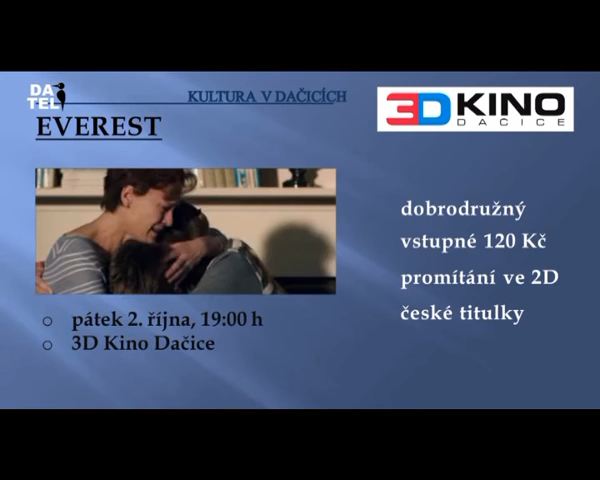 DA
TEL
KULTURA V DAČICÍCH
EVEREST
3D KINO
DAČICE
dobrodružný
vstupné 120 Kč
promítání ve 2D
české titulky
pátek 2. října, 19:00 h
3D Kino Dačice